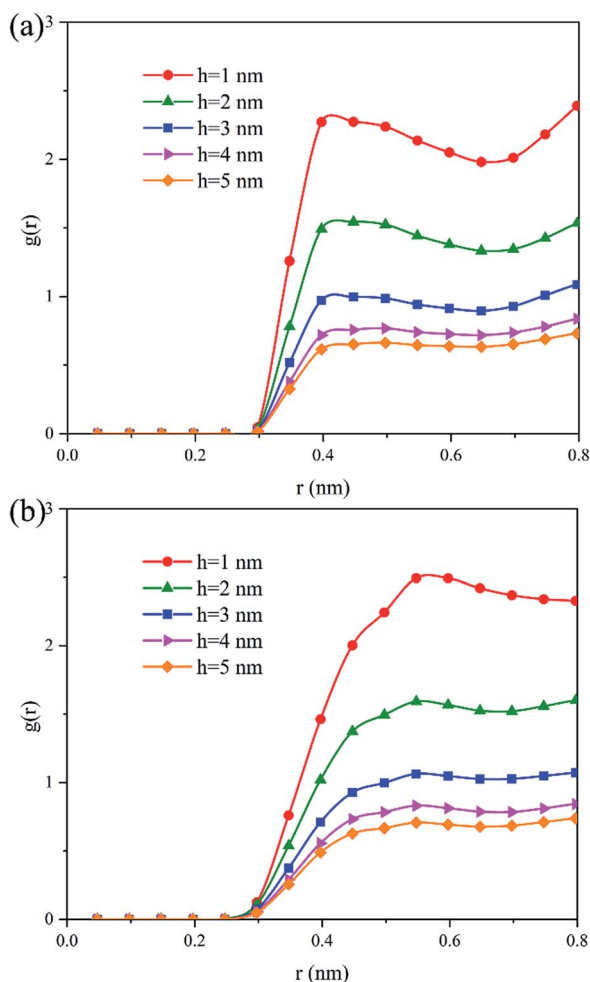 (a)
3
2
1
0
g(r)
h=1 nm
h=2 nm
h=3 nm
h=4 nm
h=5 nm
0.0 0.2 0.4 0.6 0.8
r (nm)
(b)
3
2
1
0
g(r)
h=1 nm
h=2 nm
h=3 nm
h=4 nm
h=5 nm
0.0 0.2 0.4 0.6 0.8
r (nm)